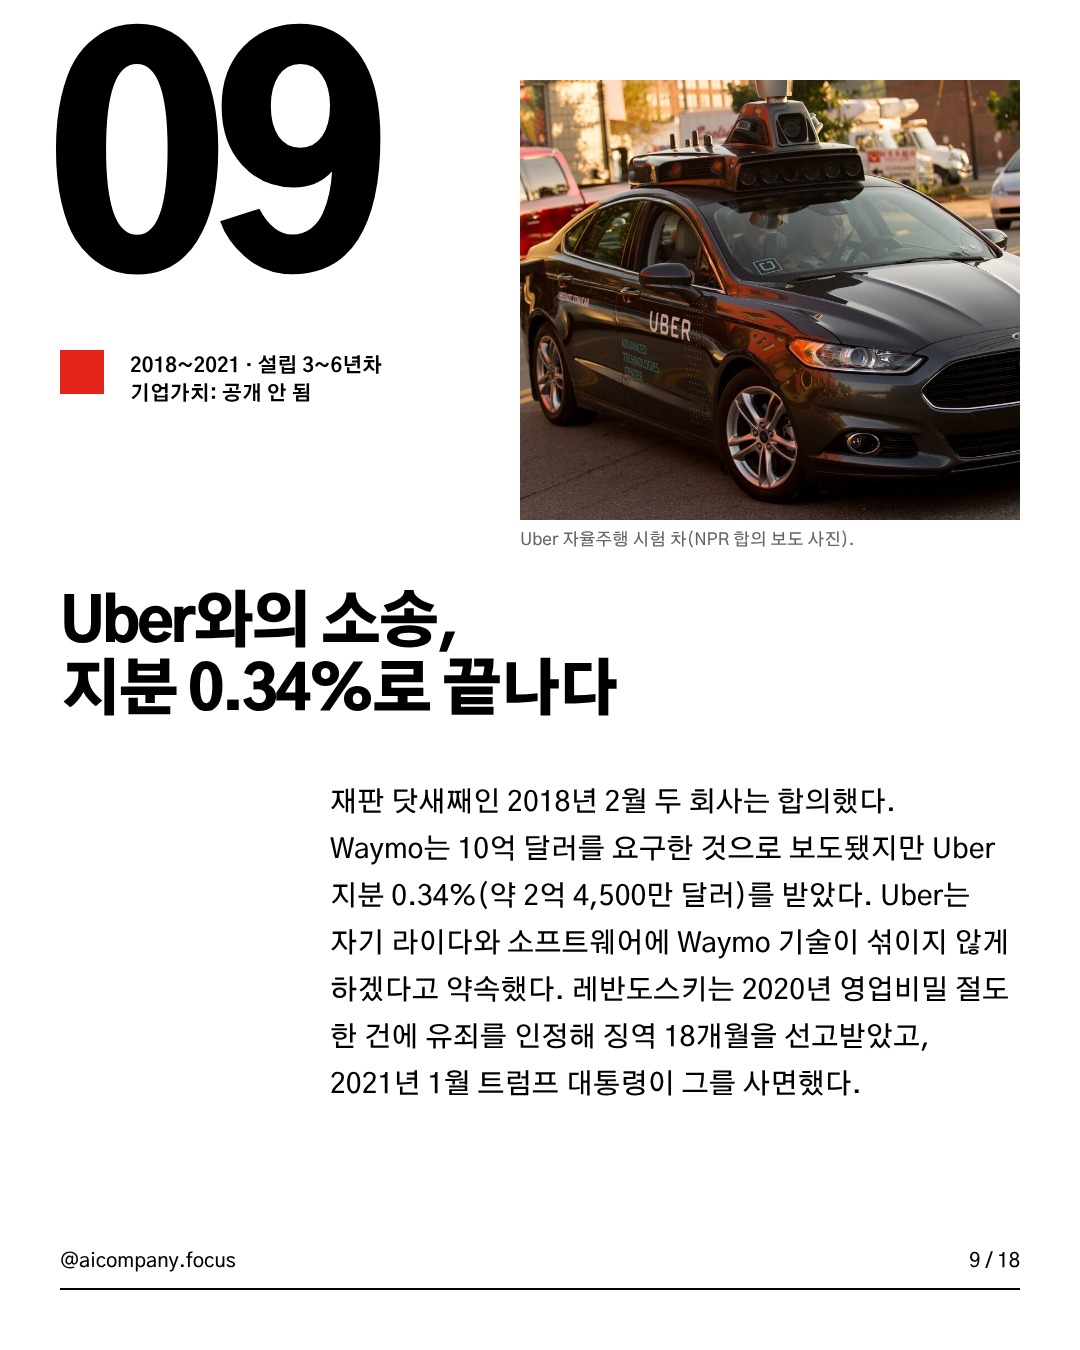 09
2018~2021 · 설립 3~6년차
기업가치: 공개 안 됨
UBER
ADVANCED
TECHNOLOGIES
CENTER
Uber 자율주행 시험 차(NPR 합의 보도 사진).
Uber와의 소송,
지분 0.34%로 끝나다
재판 닷새째인 2018년 2월 두 회사는 합의했다.
Waymo는 10억 달러를 요구한 것으로 보도됐지만 Uber
지분 0.34%(약 2억 4,500만 달러)를 받았다. Uber는
자기 라이다와 소프트웨어에 Waymo 기술이 섞이지 않게
하겠다고 약속했다. 레반도스키는 2020년 영업비밀 절도
한 건에 유죄를 인정해 징역 18개월을 선고받았고,
2021년 1월 트럼프 대통령이 그를 사면했다.
@aicompany.focus
9 / 18